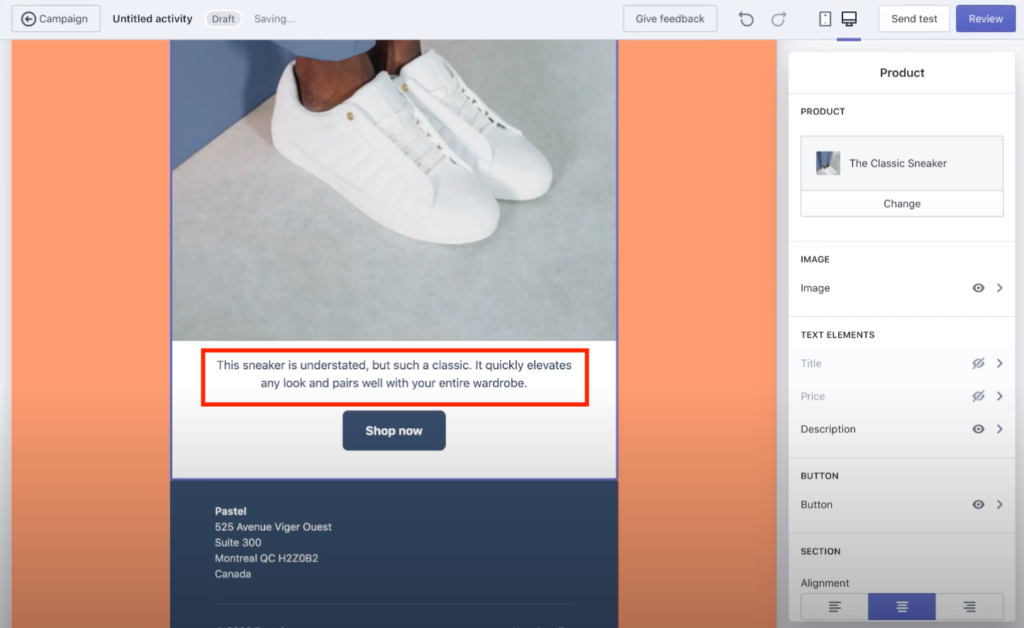 Campaign
Untitled activity
Draft
Saving...
Give feedback
Send test
Review
This sneaker is understated, but such a classic. It quickly elevates
any look and pairs well with your entire wardrobe.
Shop now
Pastel
525 Avenue Viger Ouest
Suite 300
Montreal QC H2Z0B2
Canada
Product
PRODUCT
The Classic Sneaker
Change
IMAGE
Image
TEXT ELEMENTS
Title
Price
Description
BUTTON
Button
SECTION
Alignment